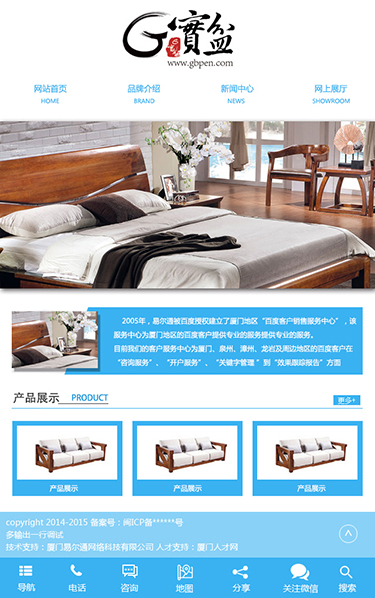 G實盆
www.gbpen.com
网站首页 品牌介绍 新闻中心 网上展厅
HOME BRAND NEWS SHOWROOM
2005年，易尔通被百度授权建立了厦门地区“百度客户销售服务中心”，该
服务中心为厦门地区的百度客户提供专业的服务提供专业的服务。
目前我们的客户服务中心为厦门、泉州、漳州、龙岩及周边地区的百度客户在
“咨询服务”、“开户服务”、“关键字管理”到“效果跟踪报告”方面
产品展示 PRODUCT 更多+
产品展示 产品展示 产品展示
copyright 2014-2015 备案号：闽ICP备******号
多输出一行调试
技术支持：厦门易尔通网络科技有限公司 人才支持：厦门人才网
导航 电话 咨询 地图 分享 关注微信 搜索